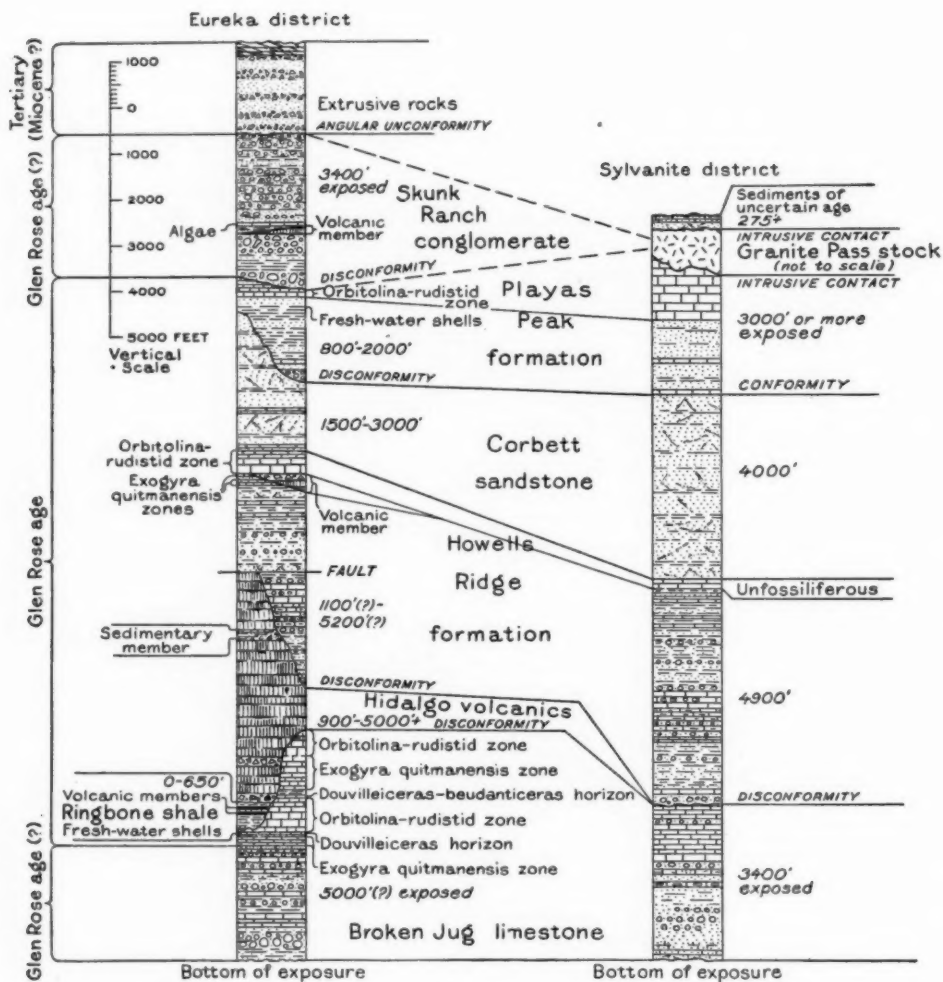 Eureka district
Tertiary
(Miocene?)
1000
0
1000
2000
3000
4000
5000 FEET
Vertical
Scale
Extrusive rocks
ANGULAR UNCONFORMITY
Glen Rose age (?)
3400'
exposed
Skunk
Ranch
conglomerate
Algae
Volcanic
member
DISCONFORMITY
Orbitolina-rudistid
zone
Playas
Peak
formation
Fresh-water shells
800'-2000'
DISCONFORMITY
1500'-3000'
Corbett
sandstone
Orbitolina-
rudistid zone
Exogyra
quitmanensis
zones
Volcanic
member
Howells
Ridge
formation
Glen Rose age
FAULT
1100'(?)-
5200'(?)
Sedimentary
member
DISCONFORMITY
Hidalgo volcanics
900'-5000'+ DISCONFORMITY
Orbitolina-rudistid zone
Exogyra quitmanensis zone
0-650'
Volcanic members
Ringbone shale
Fresh-water shells
Douvilleiceras-beudanticeras horizon
Orbitolina-rudistid zone
Douvilleiceras horizon
Exogyra quitmanensis zone
Glen Rose age (?)
5000'(?) exposed
Broken Jug limestone
Bottom of exposure
Sylvanite district
Sediments of
uncertain age
275±
INTRUSIVE CONTACT
Granite Pass stock
(not to scale)
INTRUSIVE CONTACT
3000' or more
exposed
CONFORMITY
4000'
Unfossiliferous
4900'
DISCONFORMITY
3400'
exposed
Bottom of exposure